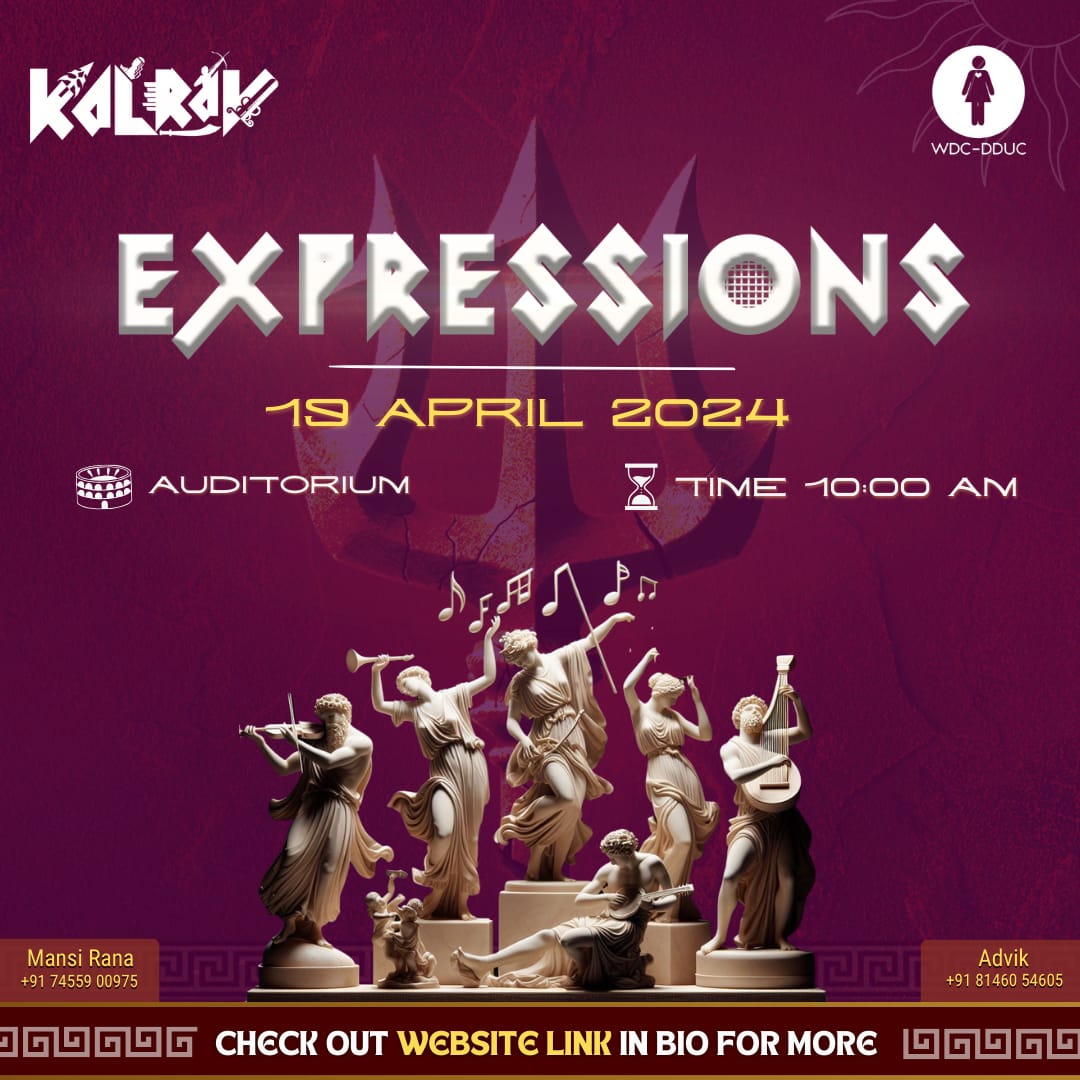 KALRAV
WDC-DDUC
EXPRESSIONS
19 APRIL 2024
AUDITORIUM
TIME 10:00 AM
Mansi Rana
+91 74559 00975
Advik
+91 81460 54605
CHECK OUT WEBSITE LINK IN BIO FOR MORE